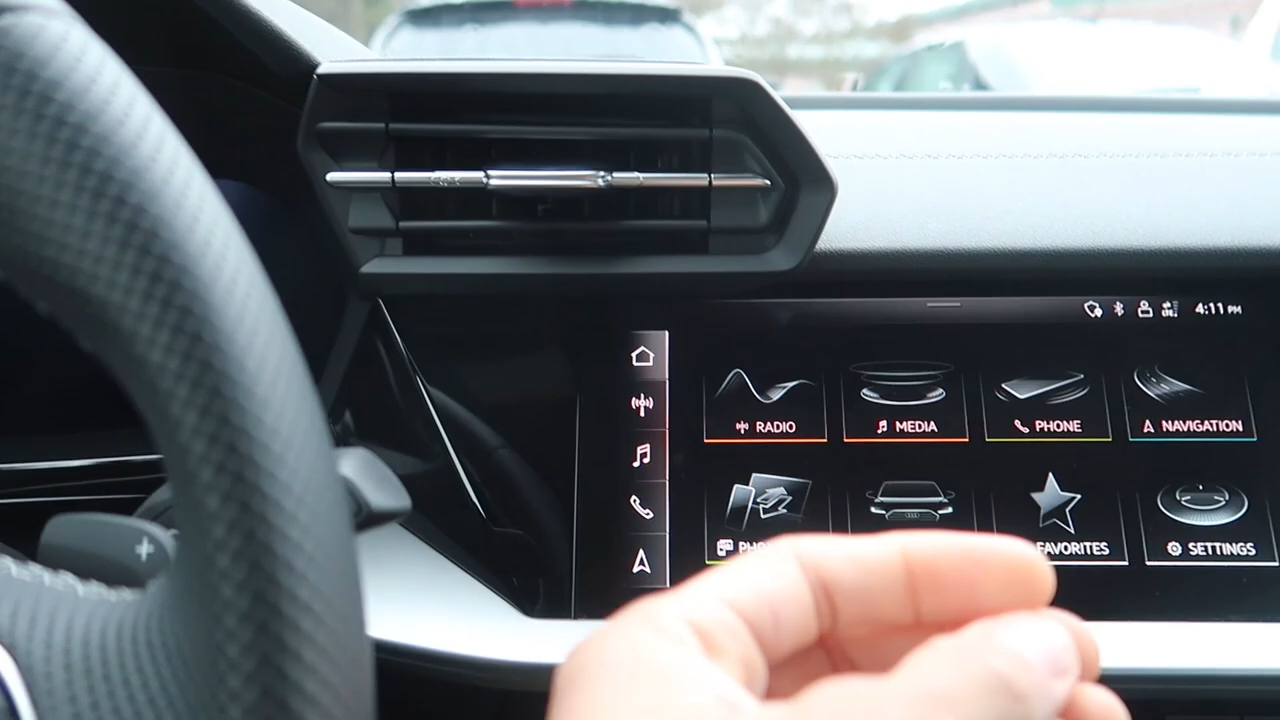 4:11 PM
RADIO
MEDIA
PHONE
NAVIGATION
FAVORITES
SETTINGS
+